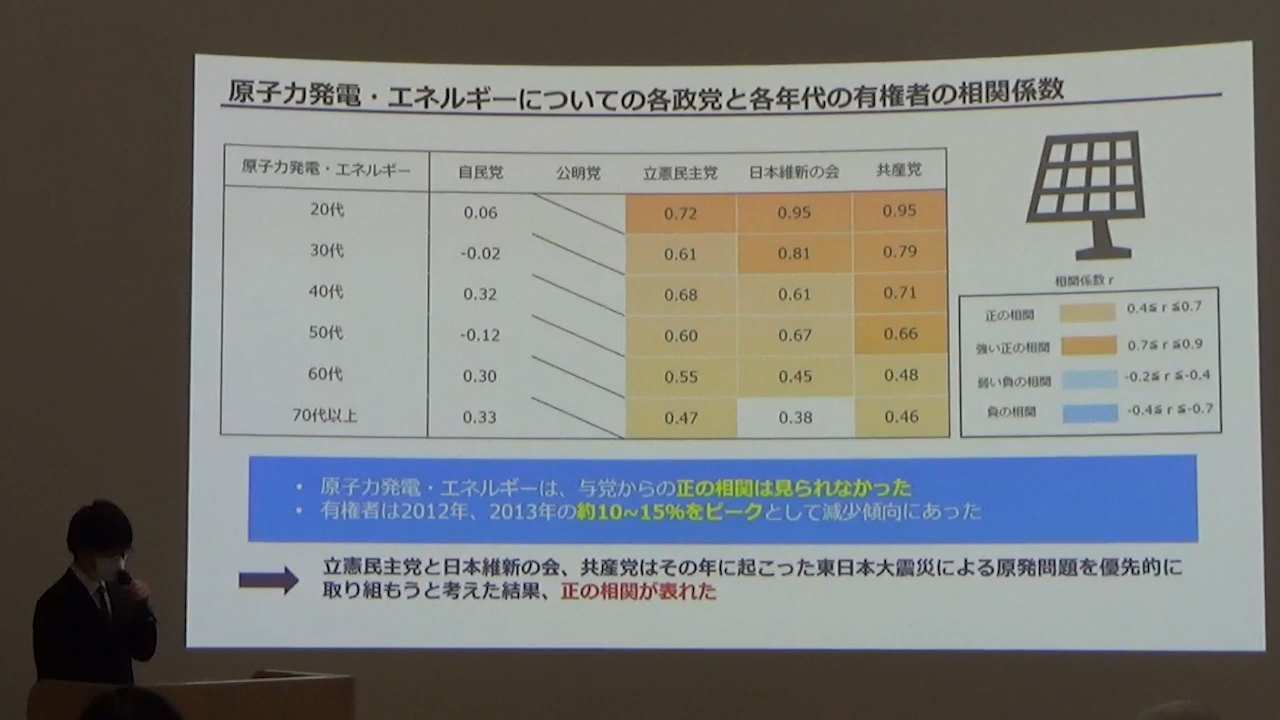 原子力発電・エネルギーについての各政党と各年代の有権者の相関係数
原子力発電・エネルギー 自民党 公明党 立憲民主党 日本維新の会 共産党
20代 0.06 0.72 0.95 0.95
30代 -0.02 0.61 0.81 0.79
40代 0.32 0.68 0.61 0.71
50代 -0.12 0.60 0.67 0.66
60代 0.30 0.55 0.45 0.48
70代以上 0.33 0.47 0.38 0.46
相関係数 r
正の相関 0.4≦ r ≦0.7
強い正の相関 0.7≦ r ≦0.9
弱い負の相関 -0.2≦ r ≦-0.4
負の相関 -0.4≦ r ≦-0.7
• 原子力発電・エネルギーは、与党からの正の相関は見られなかった
• 有権者は2012年、2013年の約10~15%をピークとして減少傾向にあった
立憲民主党と日本維新の会、共産党はその年に起こった東日本大震災による原発問題を優先的に
取り組もうと考えた結果、正の相関が表れた